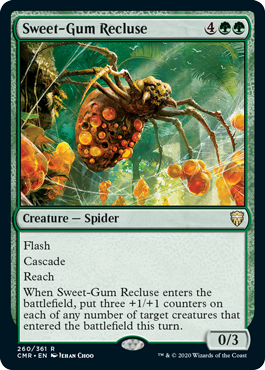 Sweet-Gum Recluse 4
Creature — Spider
Flash
Cascade
Reach
When Sweet-Gum Recluse enters the
battlefield, put three +1/+1 counters on
each of any number of target creatures that
entered the battlefield this turn.
0/3
260/361 R
CMR • EN Jehan Choo
™ & © 2020 Wizards of the Coast